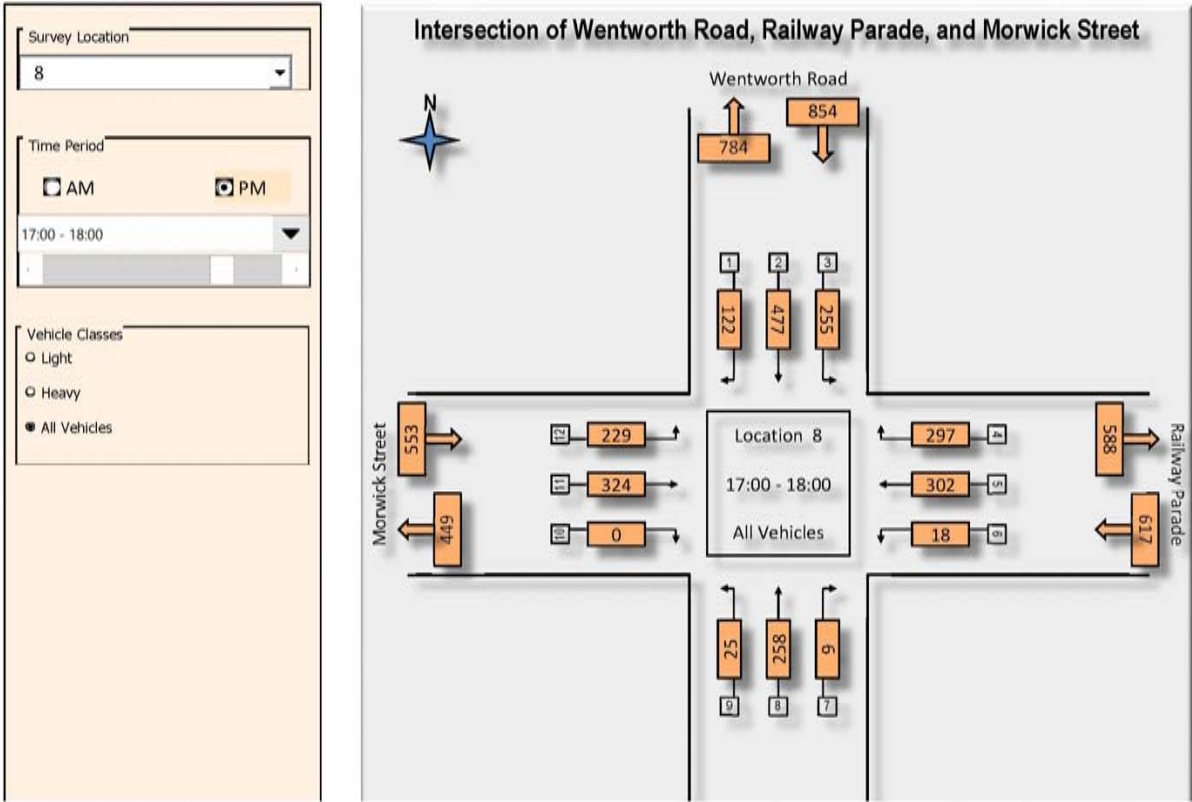 Survey Location
8
Time Period
AM
PM
17:00 - 18:00
Vehicle Classes
Light
Heavy
All Vehicles
Intersection of Wentworth Road, Railway Parade, and Morwick Street
Wentworth Road
N
784
854
1
2
3
122
477
255
Morwick Street
553
449
12
229
11
324
10
0
Location 8
17:00 - 18:00
All Vehicles
297
4
302
5
18
6
588
617
Railway Parade
25
258
6
9
8
7